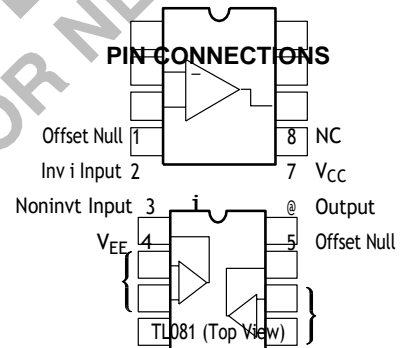 PIN CONNECTIONS
Offset Null 1
8 NC
Inv i Input 2
7 VCC
Noninvt Input 3
i
@ Output
VEE 4
5 Offset Null
TL081 (Top View)